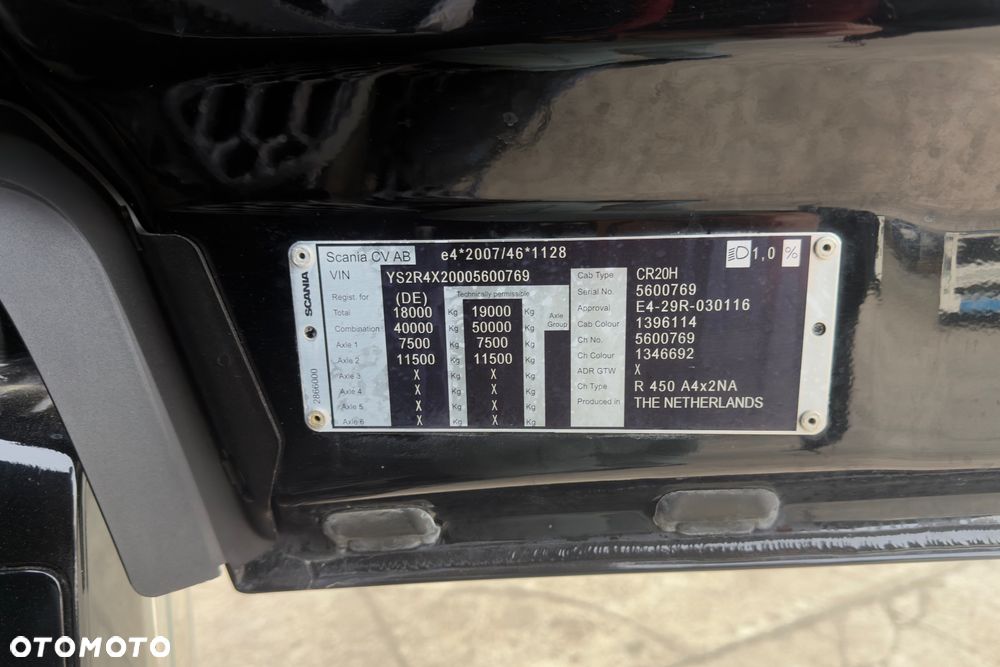 Scania CV AB e4*2007/46*1128 1,0 %
VIN YS2R4X20005600769
Regist. for (DE) Technically permissible
Total 18000 Kg 19000 Kg Axle Group
Combination 40000 Kg 50000 Kg
Axle 1 7500 Kg 7500 Kg
Axle 2 11500 Kg 11500 Kg
Axle 3 X Kg X Kg
Axle 4 X Kg X Kg
Axle 5 X Kg X Kg
Axle 6 X Kg X Kg
Cab Type CR20H
Serial No. 5600769
Approval E4-29R-030116
Cab Colour 1396114
Ch No. 5600769
Ch Colour 1346692
ADR GTW X
Ch Type R 450 A4x2NA
Produced in THE NETHERLANDS
SCANIA
2866000
OTOMOTO